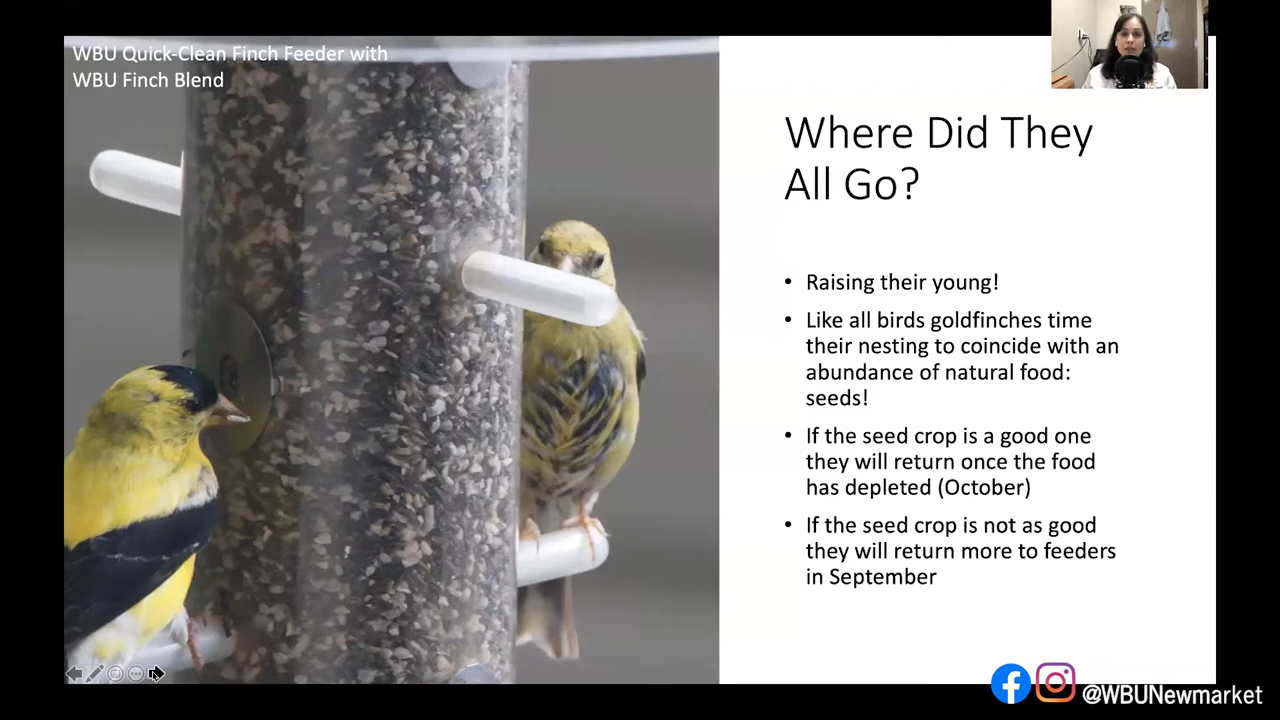 WBU Quick-Clean Finch Feeder with
WBU Finch Blend
Where Did They
All Go?
• Raising their young!
• Like all birds goldfinches time
their nesting to coincide with an
abundance of natural food:
seeds!
• If the seed crop is a good one
they will return once the food
has depleted (October)
• If the seed crop is not as good
they will return more to feeders
in September
@WBUNewmarket